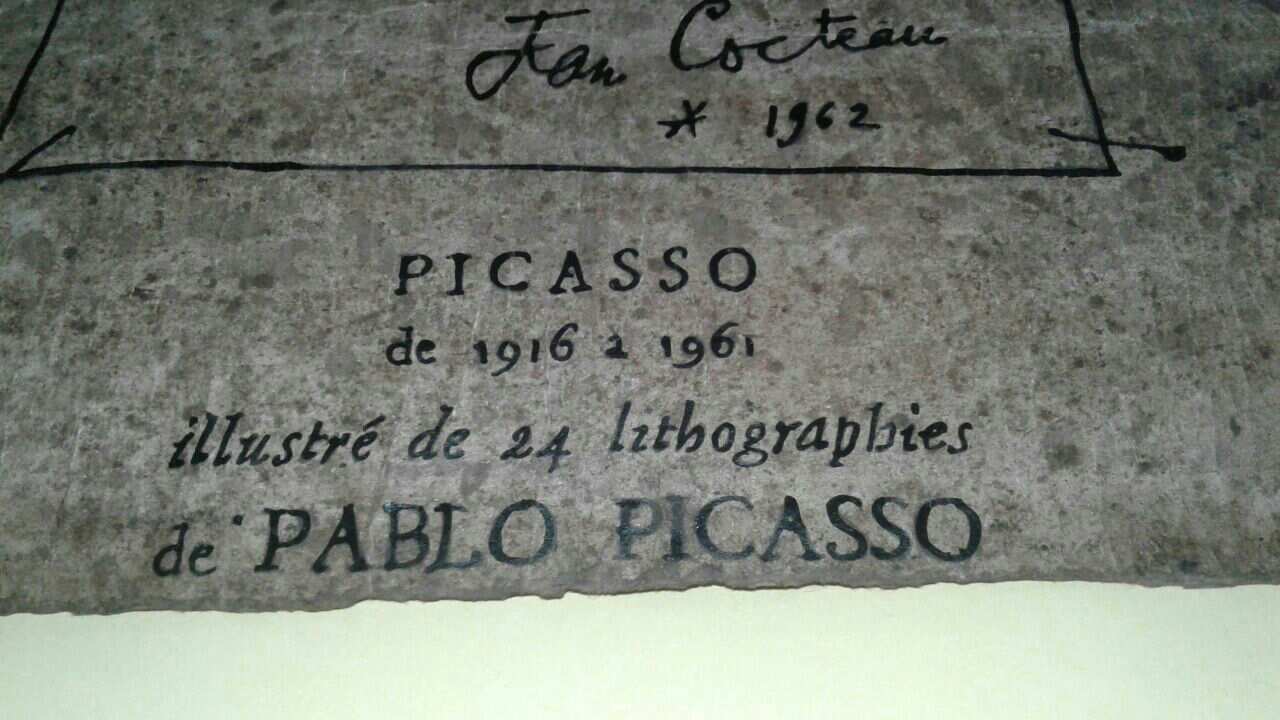 Jean Cocteau
* 1962
PICASSO
de 1916 à 1961
illustré de 24 lithographies
de PABLO PICASSO